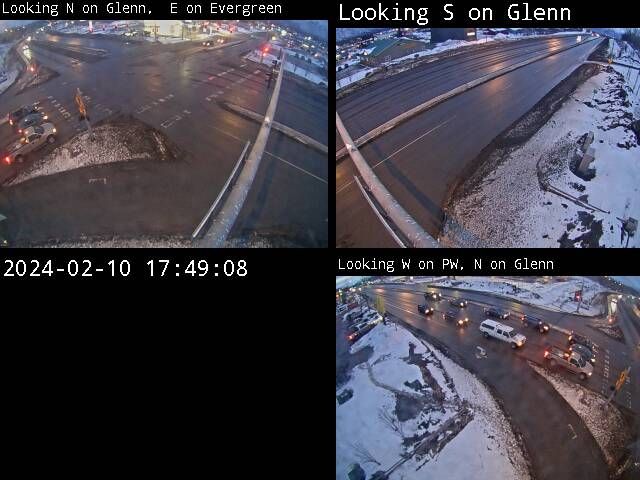 Looking N on Glenn,  E on Evergreen
Looking S on Glenn
2024-02-10 17:49:08
Looking W on PW, N on Glenn